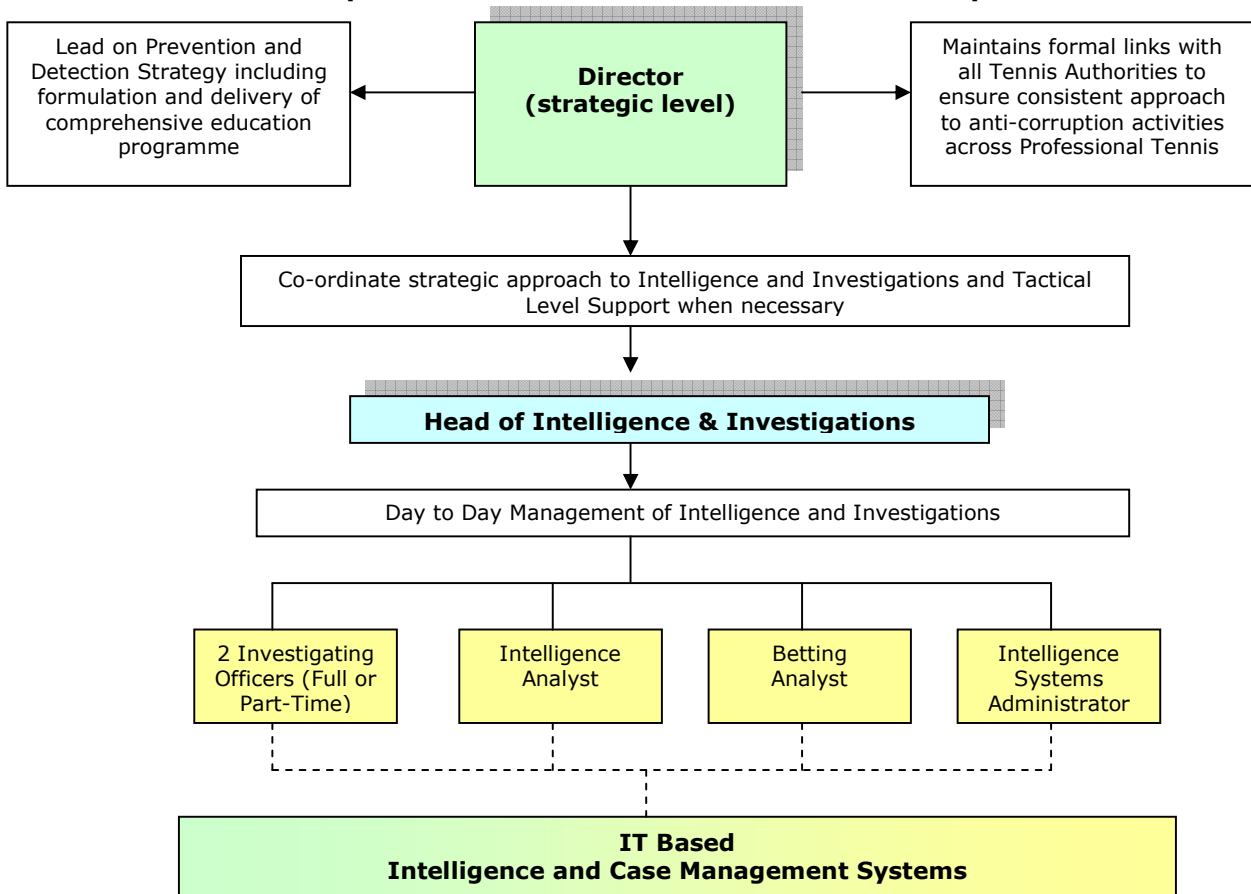 Lead on Prevention and
Detection Strategy including
formulation and delivery of
comprehensive education
programme
Director
(strategic level)
Maintains formal links with
all Tennis Authorities to
ensure consistent approach
to anti-corruption activities
across Professional Tennis
Co-ordinate strategic approach to Intelligence and Investigations and Tactical
Level Support when necessary
Head of Intelligence & Investigations
Day to Day Management of Intelligence and Investigations
2 Investigating
Officers (Full or
Part-Time)
Intelligence
Analyst
Betting
Analyst
Intelligence
Systems
Administrator
IT Based
Intelligence and Case Management Systems